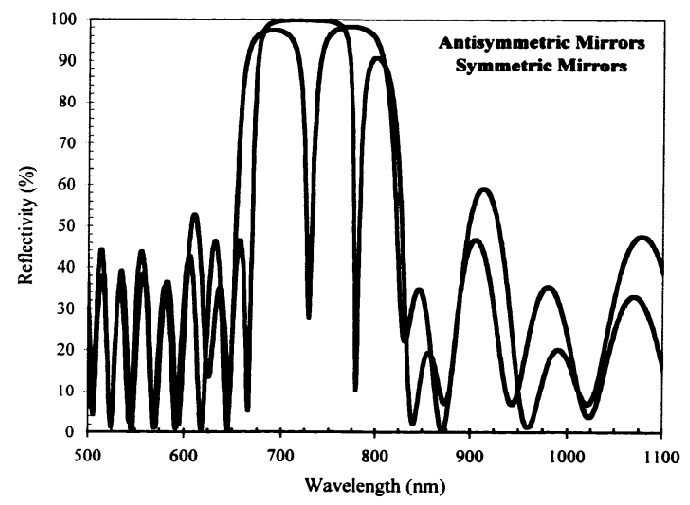 100
90
80
70
60
50
40
30
20
10
0
Reflectivity (%)
Antisymmetric Mirrors
Symmetric Mirrors
500 600 700 800 900 1000 1100
Wavelength (nm)